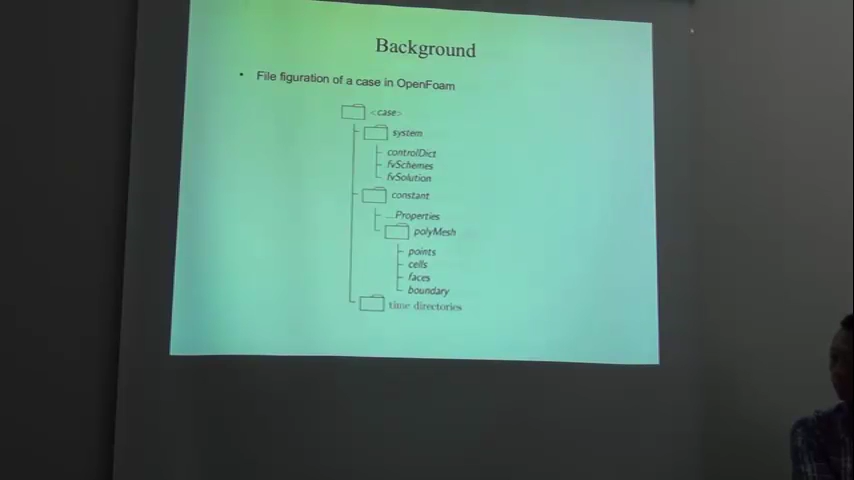 Background
• File figuration of a case in OpenFoam
<case>
system
controlDict
fvSchemes
fvSolution
constant
...Properties
polyMesh
points
cells
faces
boundary
time directories